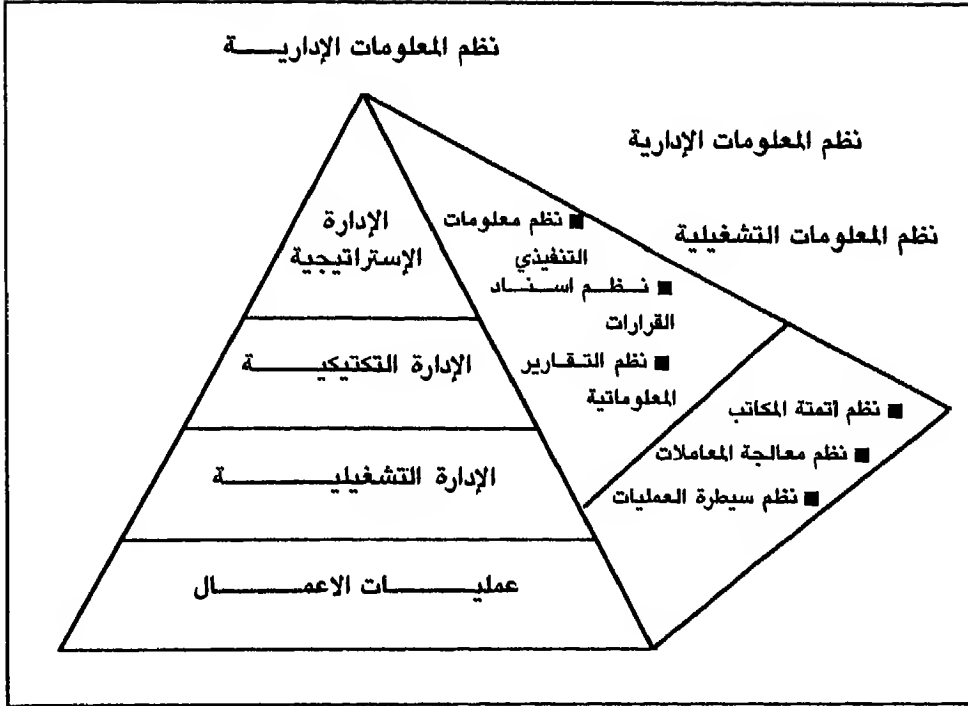 نظم المعلومات الإدارية
نظم المعلومات الإدارية
نظم المعلومات التشغيلية
الإدارة
الإستراتيجية
الإدارة التكتيكية
الإدارة التشغيلية
عمليات الاعمال
■ نظم معلومات
التنفيذي
■ نظم اسناد
القرارات
■ نظم التقارير
المعلوماتية
■ نظم أتمتة المكاتب
■ نظم معالجة المعاملات
■ نظم سيطرة العمليات